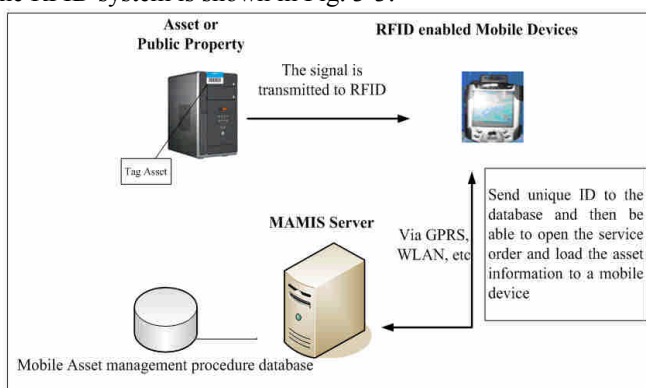 Asset or
Public Property
RFID enabled Mobile Devices
The signal is
transmitted to RFID
Tag Asset
Send unique ID to the
database and then be
able to open the service
order and load the asset
information to a mobile
device
MAMIS Server
Via GPRS,
WLAN, etc
Mobile Asset management procedure database